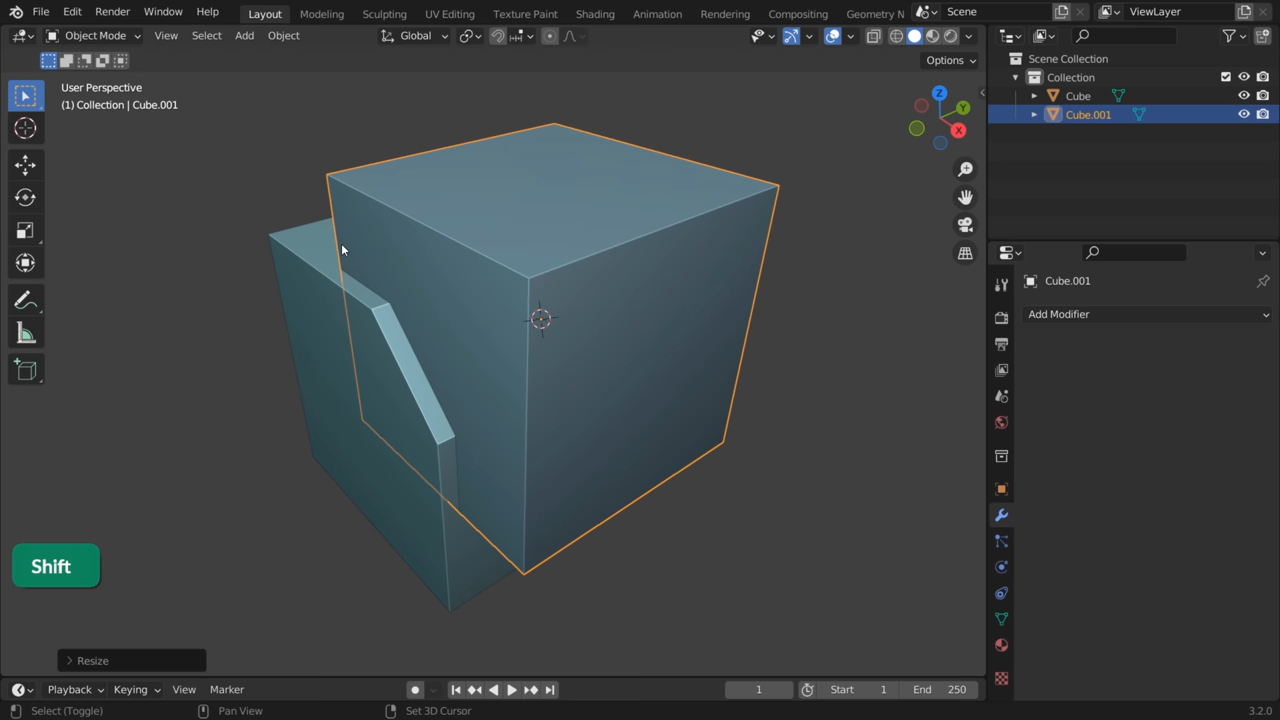 File Edit Render Window Help Layout Modeling Sculpting UV Editing Texture Paint Shading Animation Rendering Compositing Geometry N Scene ViewLayer
Object Mode View Select Add Object Global
Options
User Perspective
(1) Collection | Cube.001
Z
Y
X
Scene Collection
Collection
Cube
Cube.001
Cube.001
Add Modifier
Shift
Resize
Playback Keying View Marker 1 Start 1 End 250
Select (Toggle) Pan View Set 3D Cursor 3.2.0